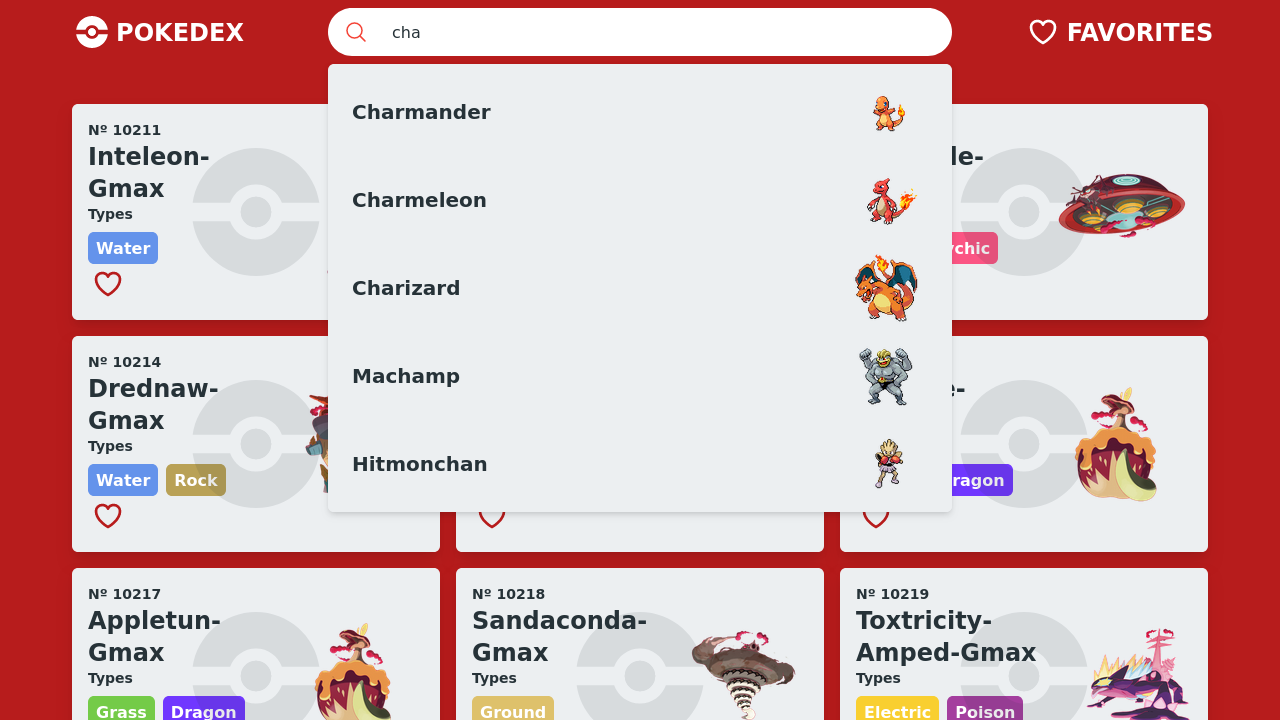 POKEDEX
cha
FAVORITES
Charmander
Charmeleon
Charizard
Machamp
Hitmonchan
Nº 10211
Inteleon-
Gmax
Types
Water
Nº 10214
Drednaw-
Gmax
Types
Water Rock
Nº 10217
Appletun-
Gmax
Types
Grass Dragon
Nº 10218
Sandaconda-
Gmax
Types
Ground
Nº 10219
Toxtricity-
Amped-Gmax
Types
Electric Poison